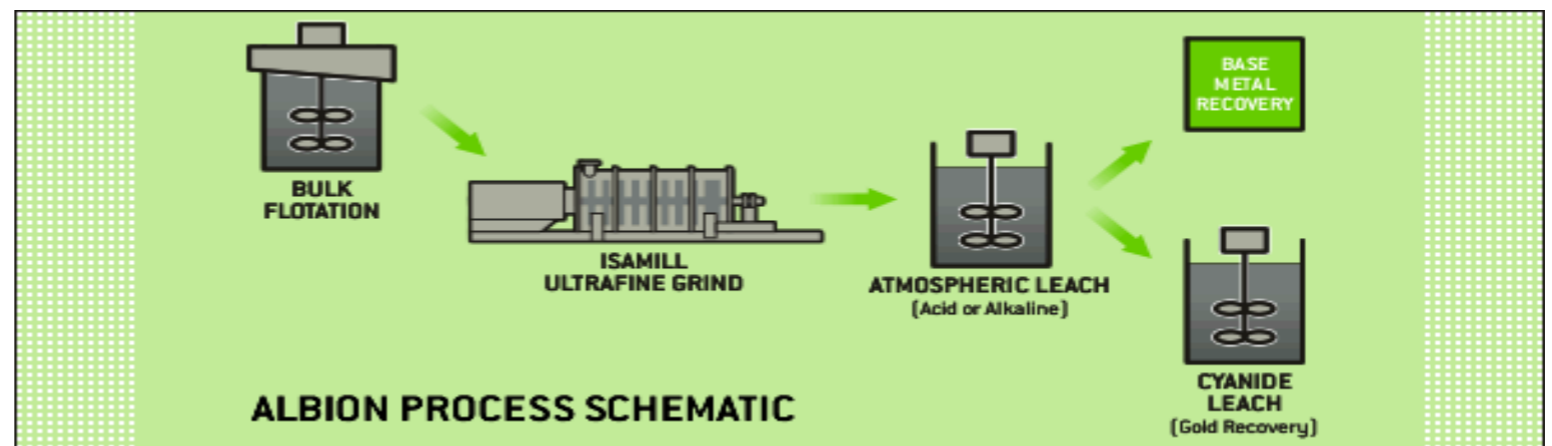 BULK
FLOTATION
ISAMILL
ULTRAFINE GRIND
ATMOSPHERIC LEACH
(Acid or Alkaline)
BASE
METAL
RECOVERY
CYANIDE
LEACH
(Gold Recovery)
ALBION PROCESS SCHEMATIC